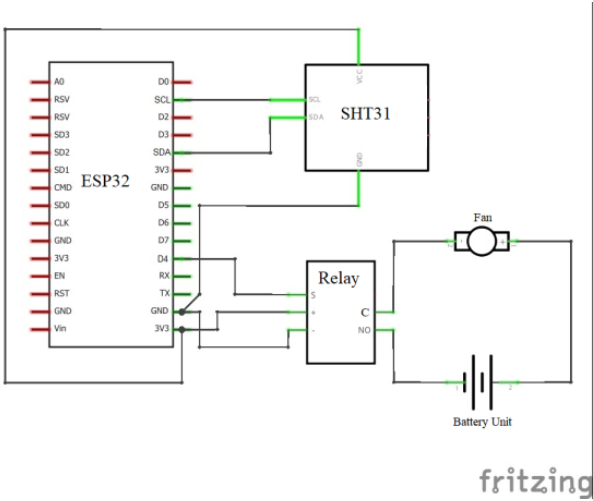 A0
RSV
RSV
SD3
SD2
SD1
CMD
SD0
CLK
GND
3V3
EN
RST
GND
Vin
ESP32
D0
SCL
D2
D3
SDA
3V3
GND
D5
D6
D7
D4
RX
TX
GND
3V3
VCC
SCL
SDA
SHT31
GND
Relay
S
+
-
C
NO
Fan
Battery Unit
1
2
fritzing